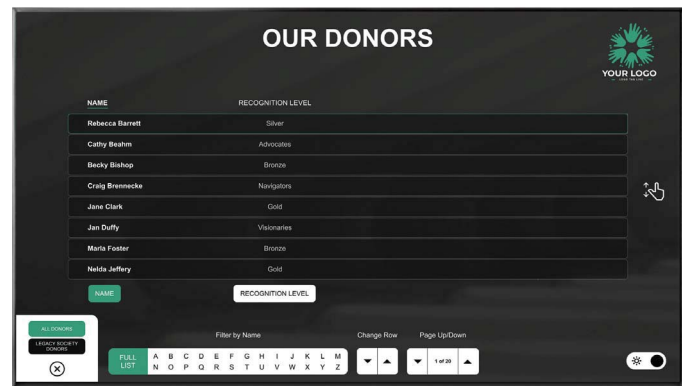 OUR DONORS
YOUR LOGO
NAME RECOGNITION LEVEL
Rebecca Barrett Silver
Cathy Beahm Advocates
Becky Bishop Bronze
Craig Brennecke Navigators
Jane Clark Gold
Jan Duffy Visionaries
Marla Foster Bronze
Nelda Jeffery Gold
NAME RECOGNITION LEVEL
ALL DONORS
LEGACY SOCIETY
DONORS
Filter by Name Change Row Page Up/Down
FULL
LIST
A B C D E F G H I J K L M
N O P Q R S T U V W X Y Z
1 of 20